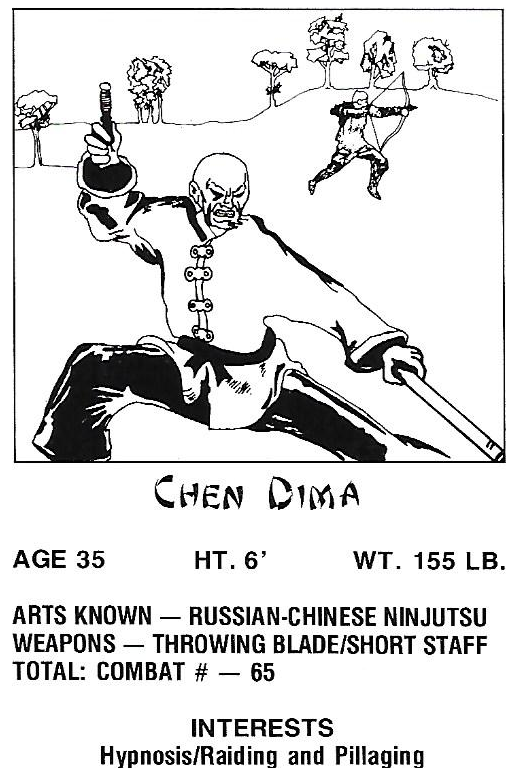 CHEN DIMA
AGE 35 HT. 6' WT. 155 LB.
ARTS KNOWN — RUSSIAN-CHINESE NINJUTSU
WEAPONS — THROWING BLADE/SHORT STAFF
TOTAL: COMBAT # — 65
INTERESTS
Hypnosis/Raiding and Pillaging